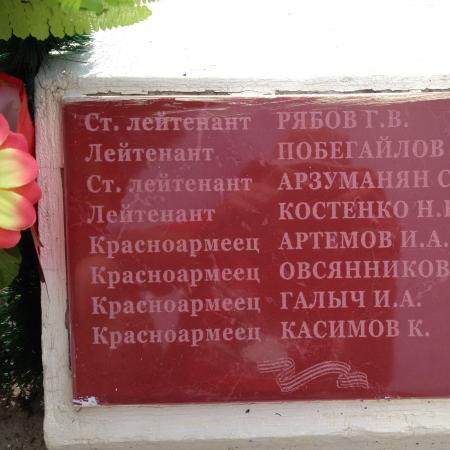 Ст. лейтенант РЯБОВ Г.В.
Лейтенант ПОБЕГАЙЛОВ
Ст. лейтенант АРЗУМАНЯН С
Лейтенант КОСТЕНКО Н.
Красноармеец АРТЕМОВ И.А.
Красноармеец ОВСЯННИКОВ
Красноармеец ГАЛЫЧ И.А.
Красноармеец КАСИМОВ К.